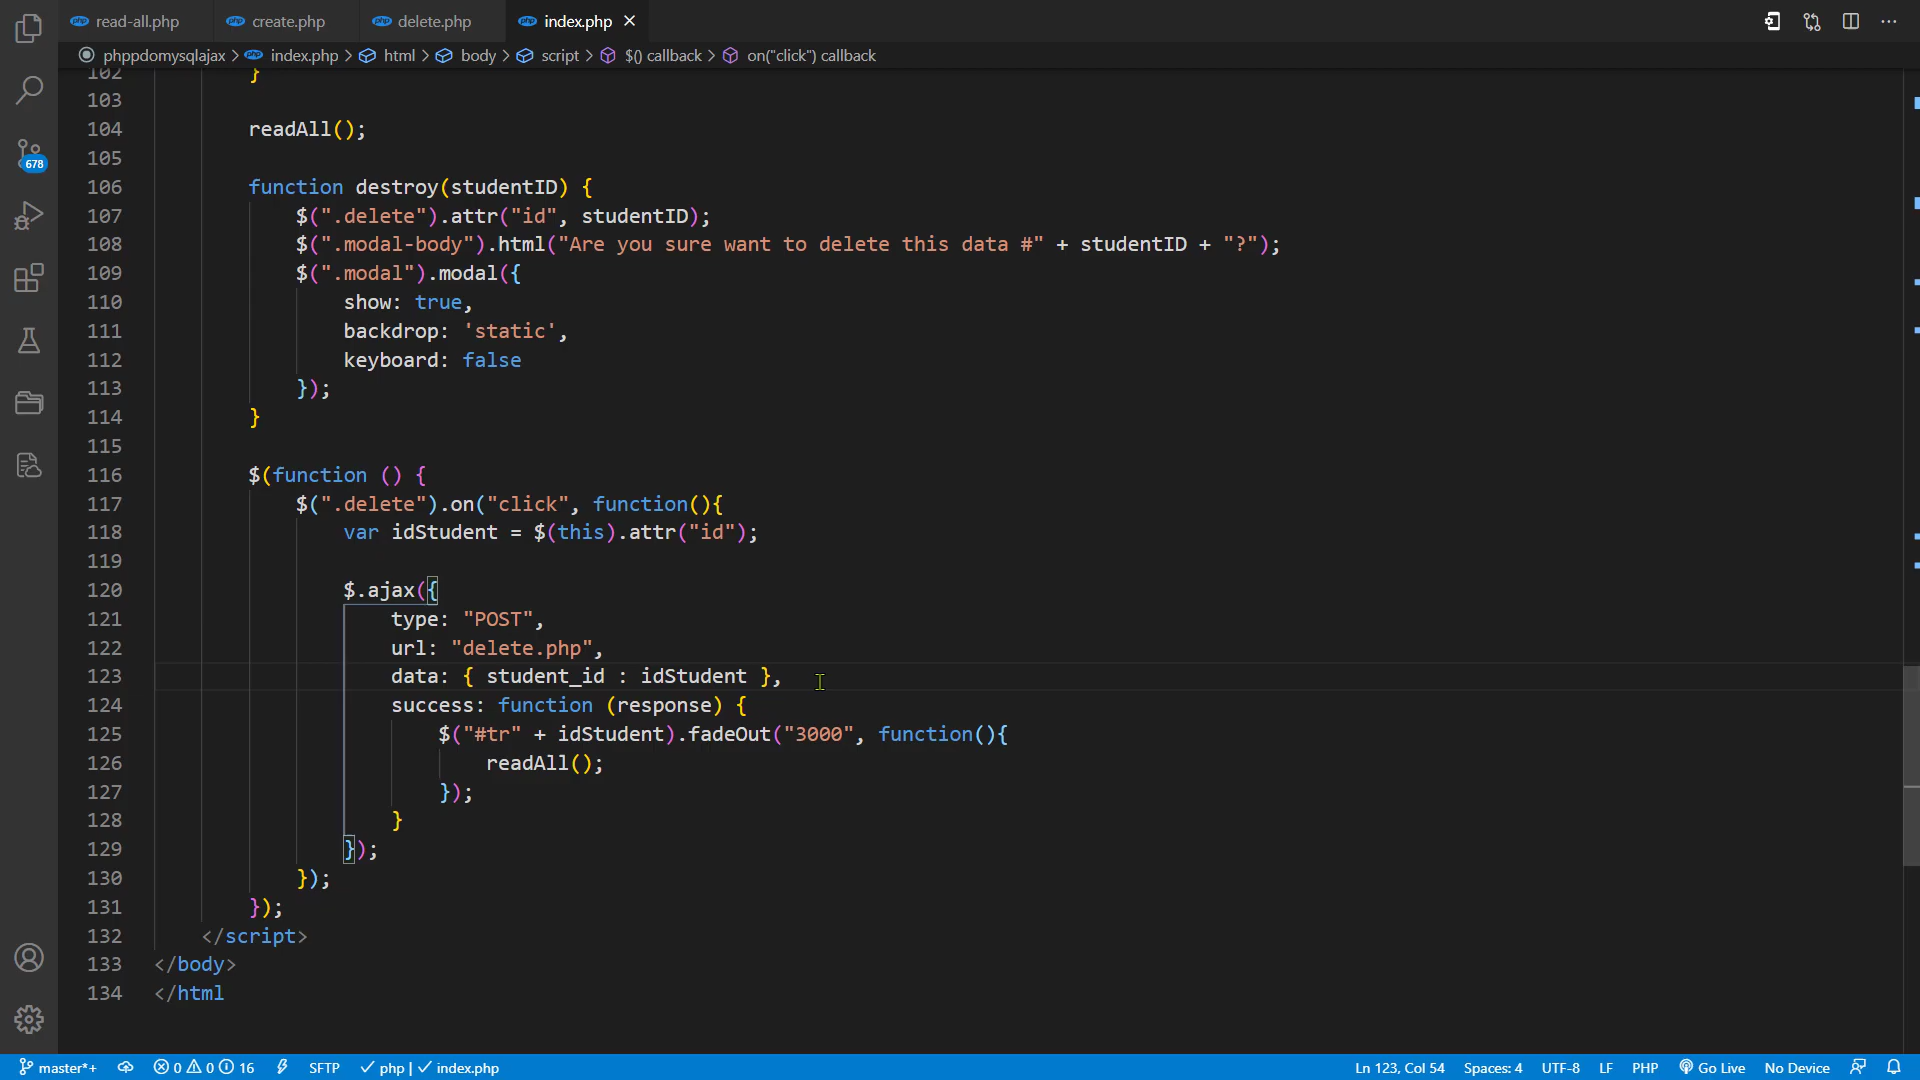 read-all.php create.php delete.php index.php
phppdomysqlajax > index.php > html > body > script > $() callback > on("click") callback
102 }
103
104 readAll();
105
106 function destroy(studentID) {
107 $(".delete").attr("id", studentID);
108 $(".modal-body").html("Are you sure want to delete this data #" + studentID + "?");
109 $(".modal").modal({
110 show: true,
111 backdrop: 'static',
112 keyboard: false
113 });
114 }
115
116 $(function () {
117 $(".delete").on("click", function(){
118 var idStudent = $(this).attr("id");
119
120 $.ajax({
121 type: "POST",
122 url: "delete.php",
123 data: { student_id : idStudent },
124 success: function (response) {
125 $("#tr" + idStudent).fadeOut("3000", function(){
126 readAll();
127 });
128 }
129 });
130 });
131 });
132 </script>
133 </body>
134 </html
678
master*+ 0 0 16 SFTP php | index.php Ln 123, Col 54 Spaces: 4 UTF-8 LF PHP Go Live No Device